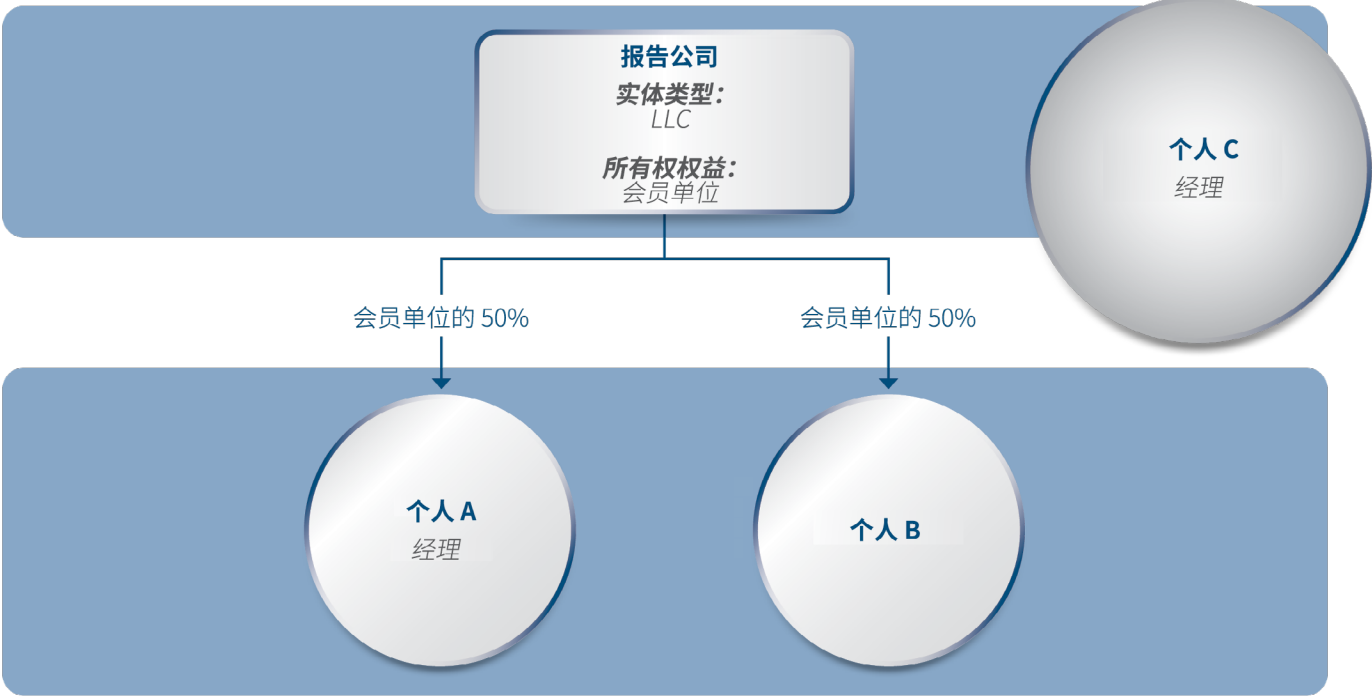 报告公司
实体类型：
LLC
所有权权益：
会员单位
个人 C
经理
会员单位的 50%
会员单位的 50%
个人 A
经理
个人 B